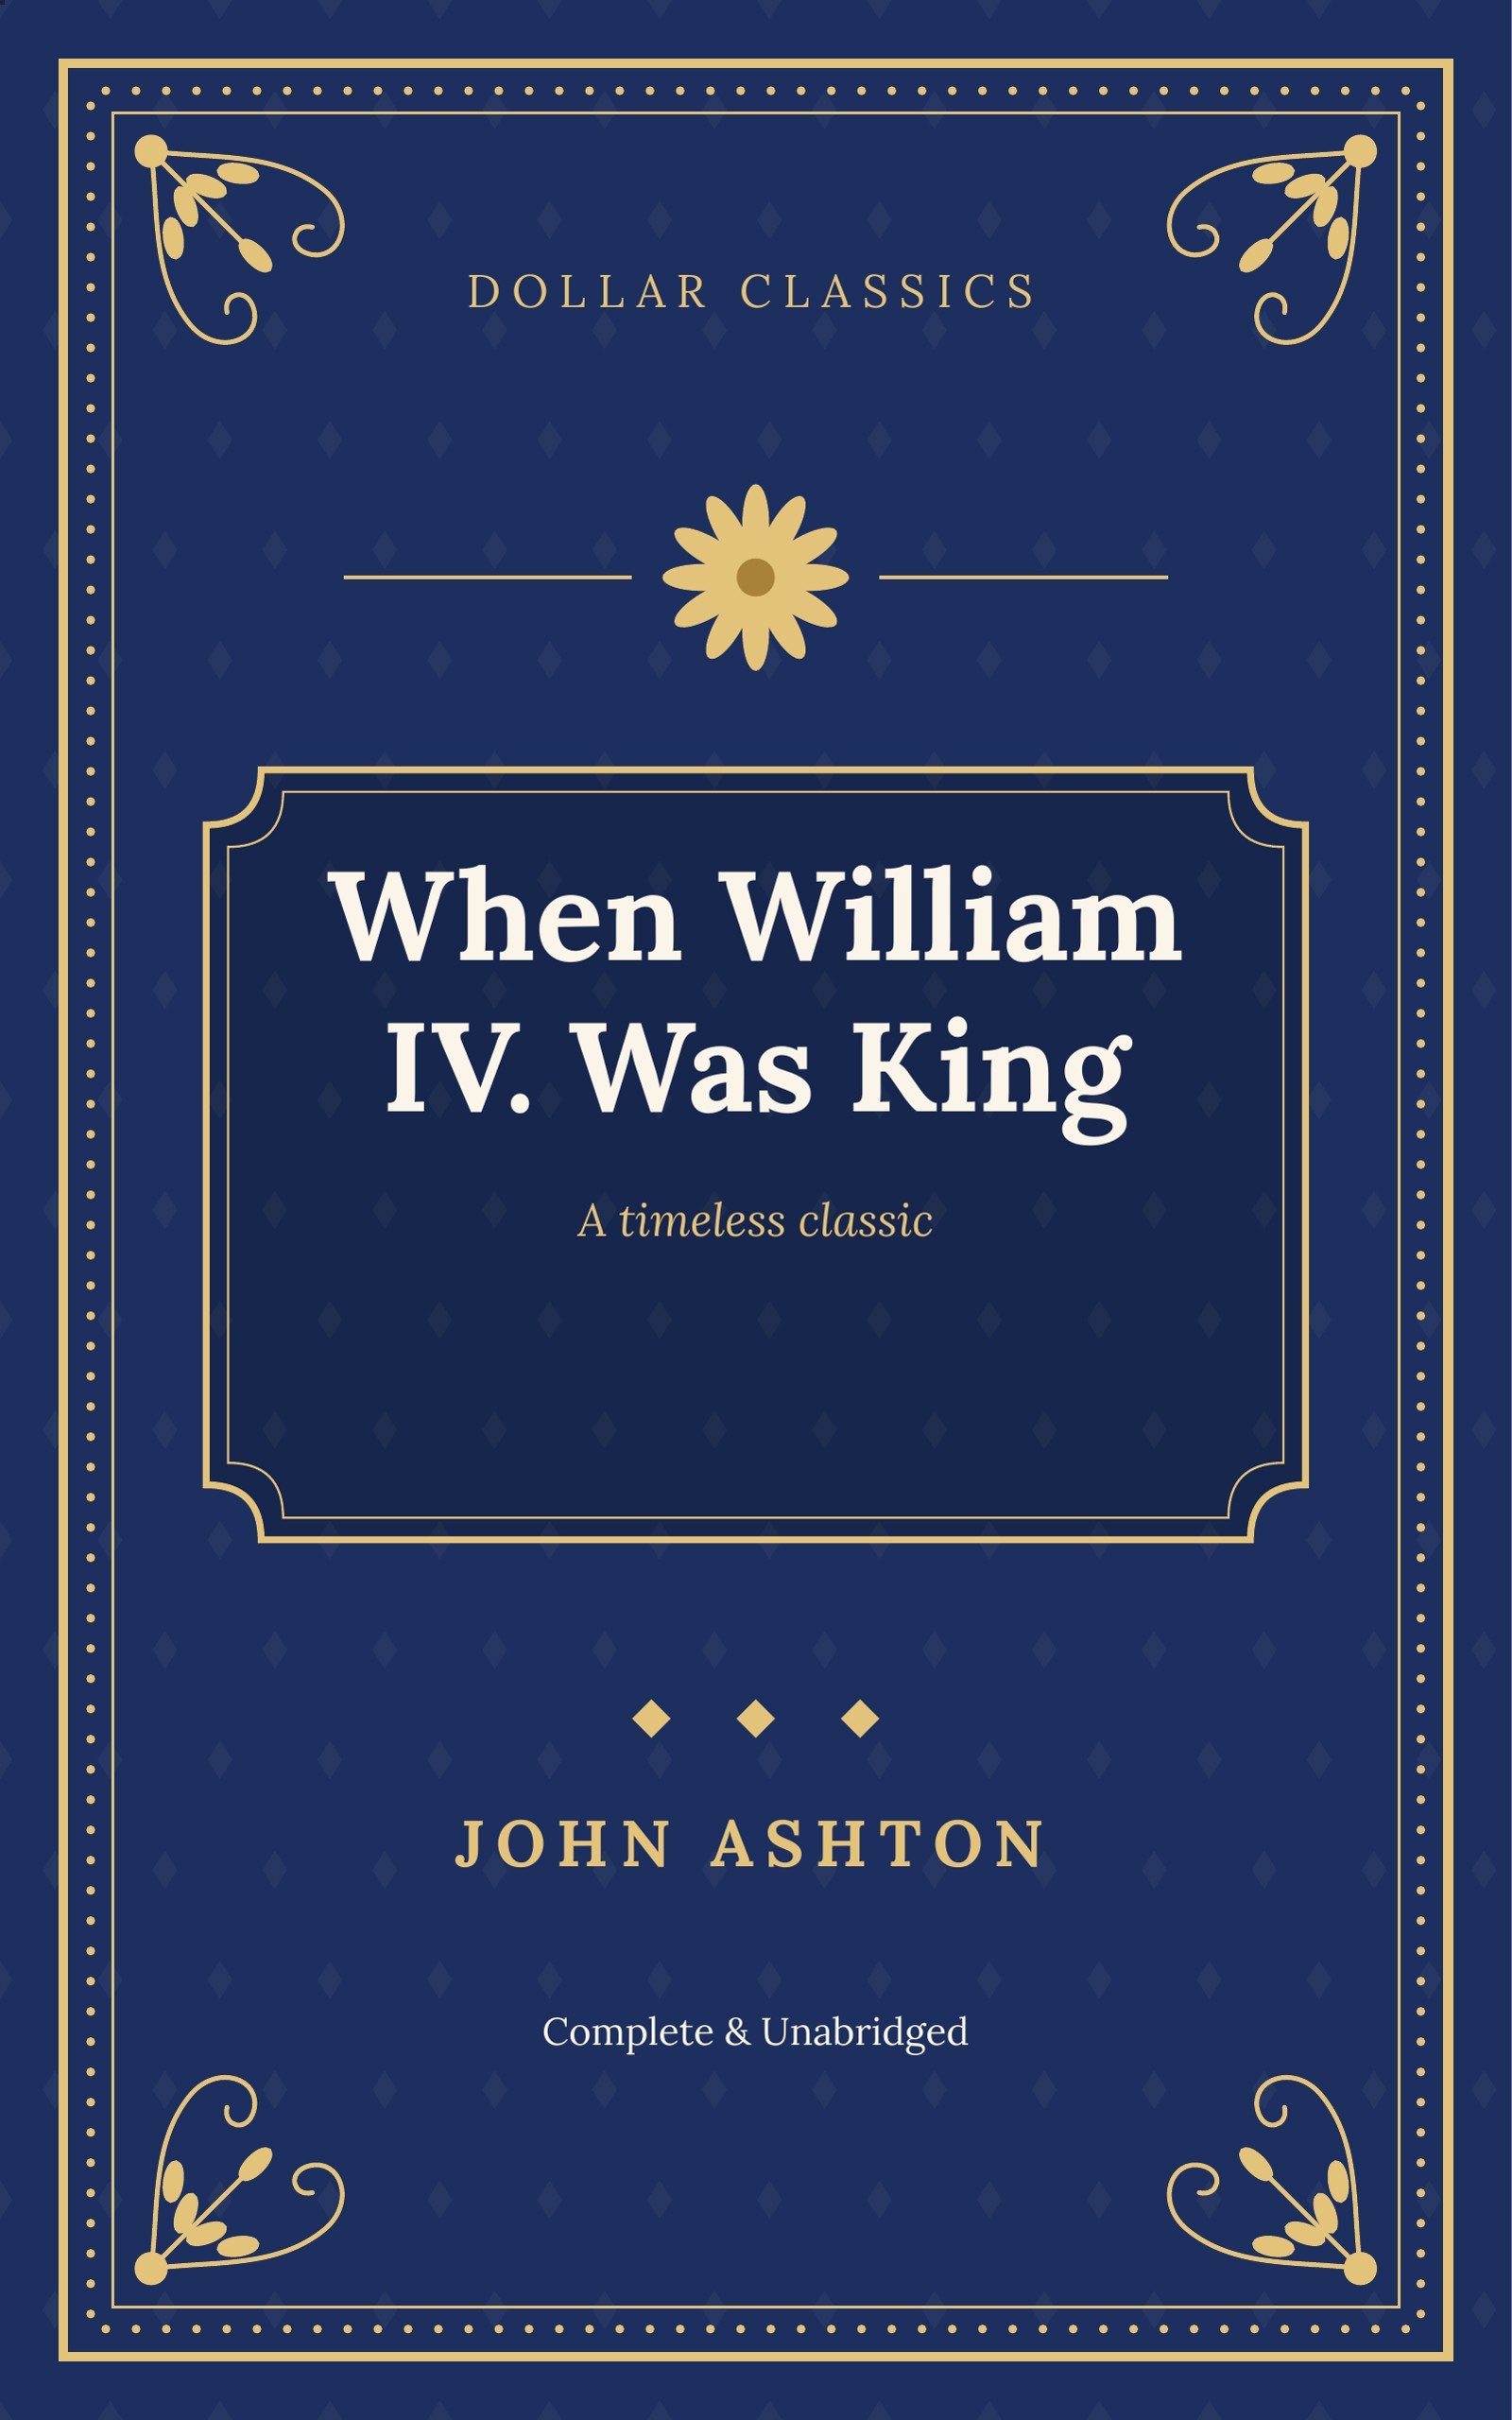 DOLLAR CLASSICS
When William
IV. Was King
A timeless classic
JOHN ASHTON
Complete & Unabridged